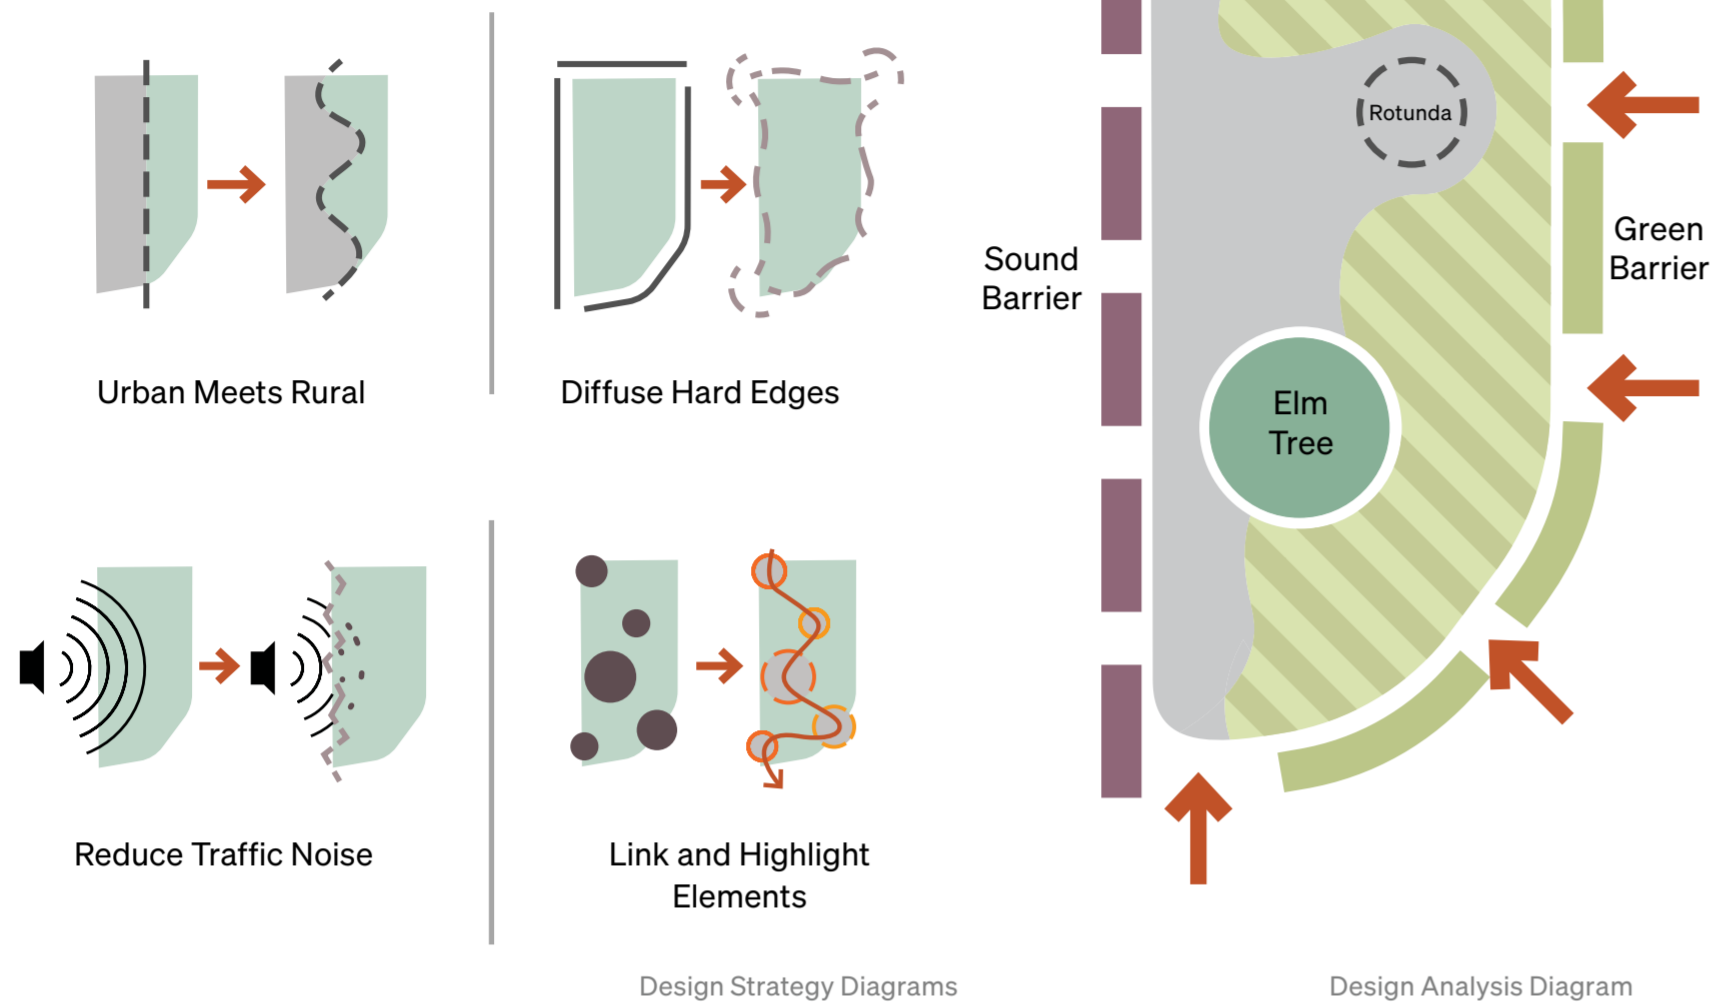 Urban Meets Rural
Diffuse Hard Edges
Reduce Traffic Noise
Link and Highlight
Elements
Design Strategy Diagrams
Rotunda
Sound
Barrier
Green
Barrier
Elm
Tree
Design Analysis Diagram